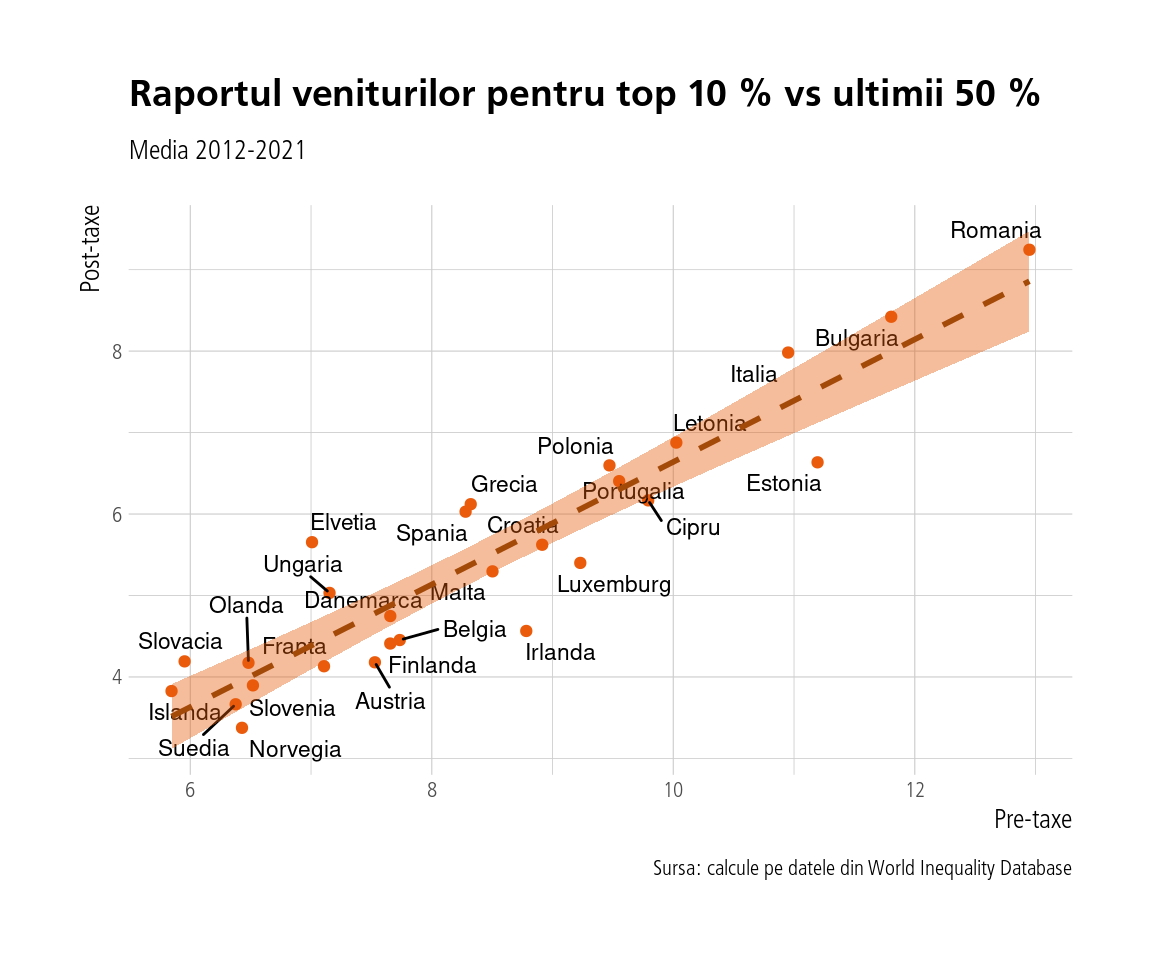 Raportul veniturilor pentru top 10 % vs ultimii 50 %
Media 2012-2021
Post-taxe
Romania
Bulgaria
8
Italia
Letonia
Polonia
Estonia
Grecia
Portugalia
Elvetia
Croatia
6
Spania
Cipru
Ungaria
Luxemburg
Malta
Danemarca
Olanda
Belgia
Slovacia
Franta
Irlanda
Finlanda
4
Austria
Islanda
Slovenia
Suedia
Norvegia
6
8
10
12
Pre-taxe
Sursa: calcule pe datele din World Inequality Database